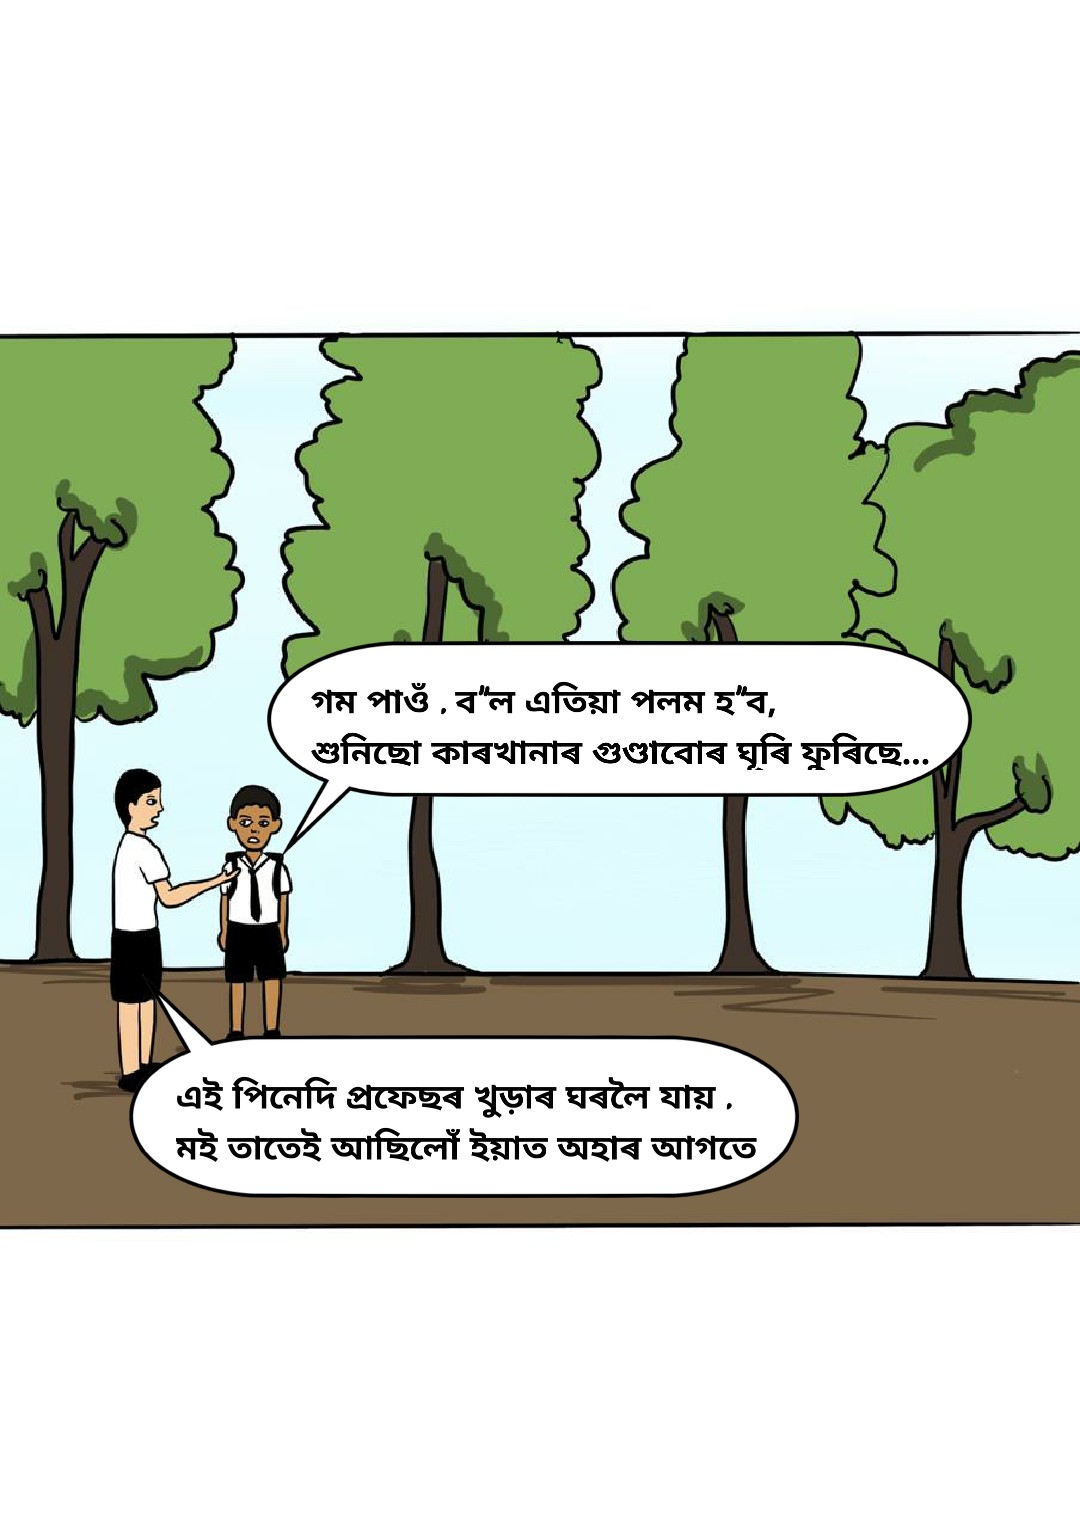 গম পাওঁ , ব"ল এতিয়া পলম হ"ব,
শুনিছো কাৰখানাৰ গুণ্ডাবোৰ ঘূৰি ফুৰিছে...
এই পিনেদি প্ৰফেছৰ খুড়াৰ ঘৰলৈ যায় ,
মই তাতেই আছিলোঁ ইয়াত অহাৰ আগতে